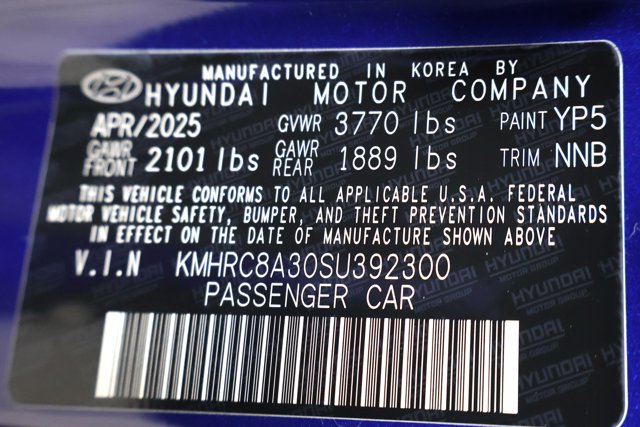 MANUFACTURED IN KOREA BY
HYUNDAI MOTOR COMPANY
APR/2025 GVWR 3770 lbs PAINT YP5
GAWR FRONT 2101 lbs GAWR REAR 1889 lbs TRIM NNB
THIS VEHICLE CONFORMS TO ALL APPLICABLE U.S.A. FEDERAL
MOTOR VEHICLE SAFETY, BUMPER, AND THEFT PREVENTION STANDARDS
IN EFFECT ON THE DATE OF MANUFACTURE SHOWN ABOVE
V.I.N KMHRC8A30SU392300
PASSENGER CAR